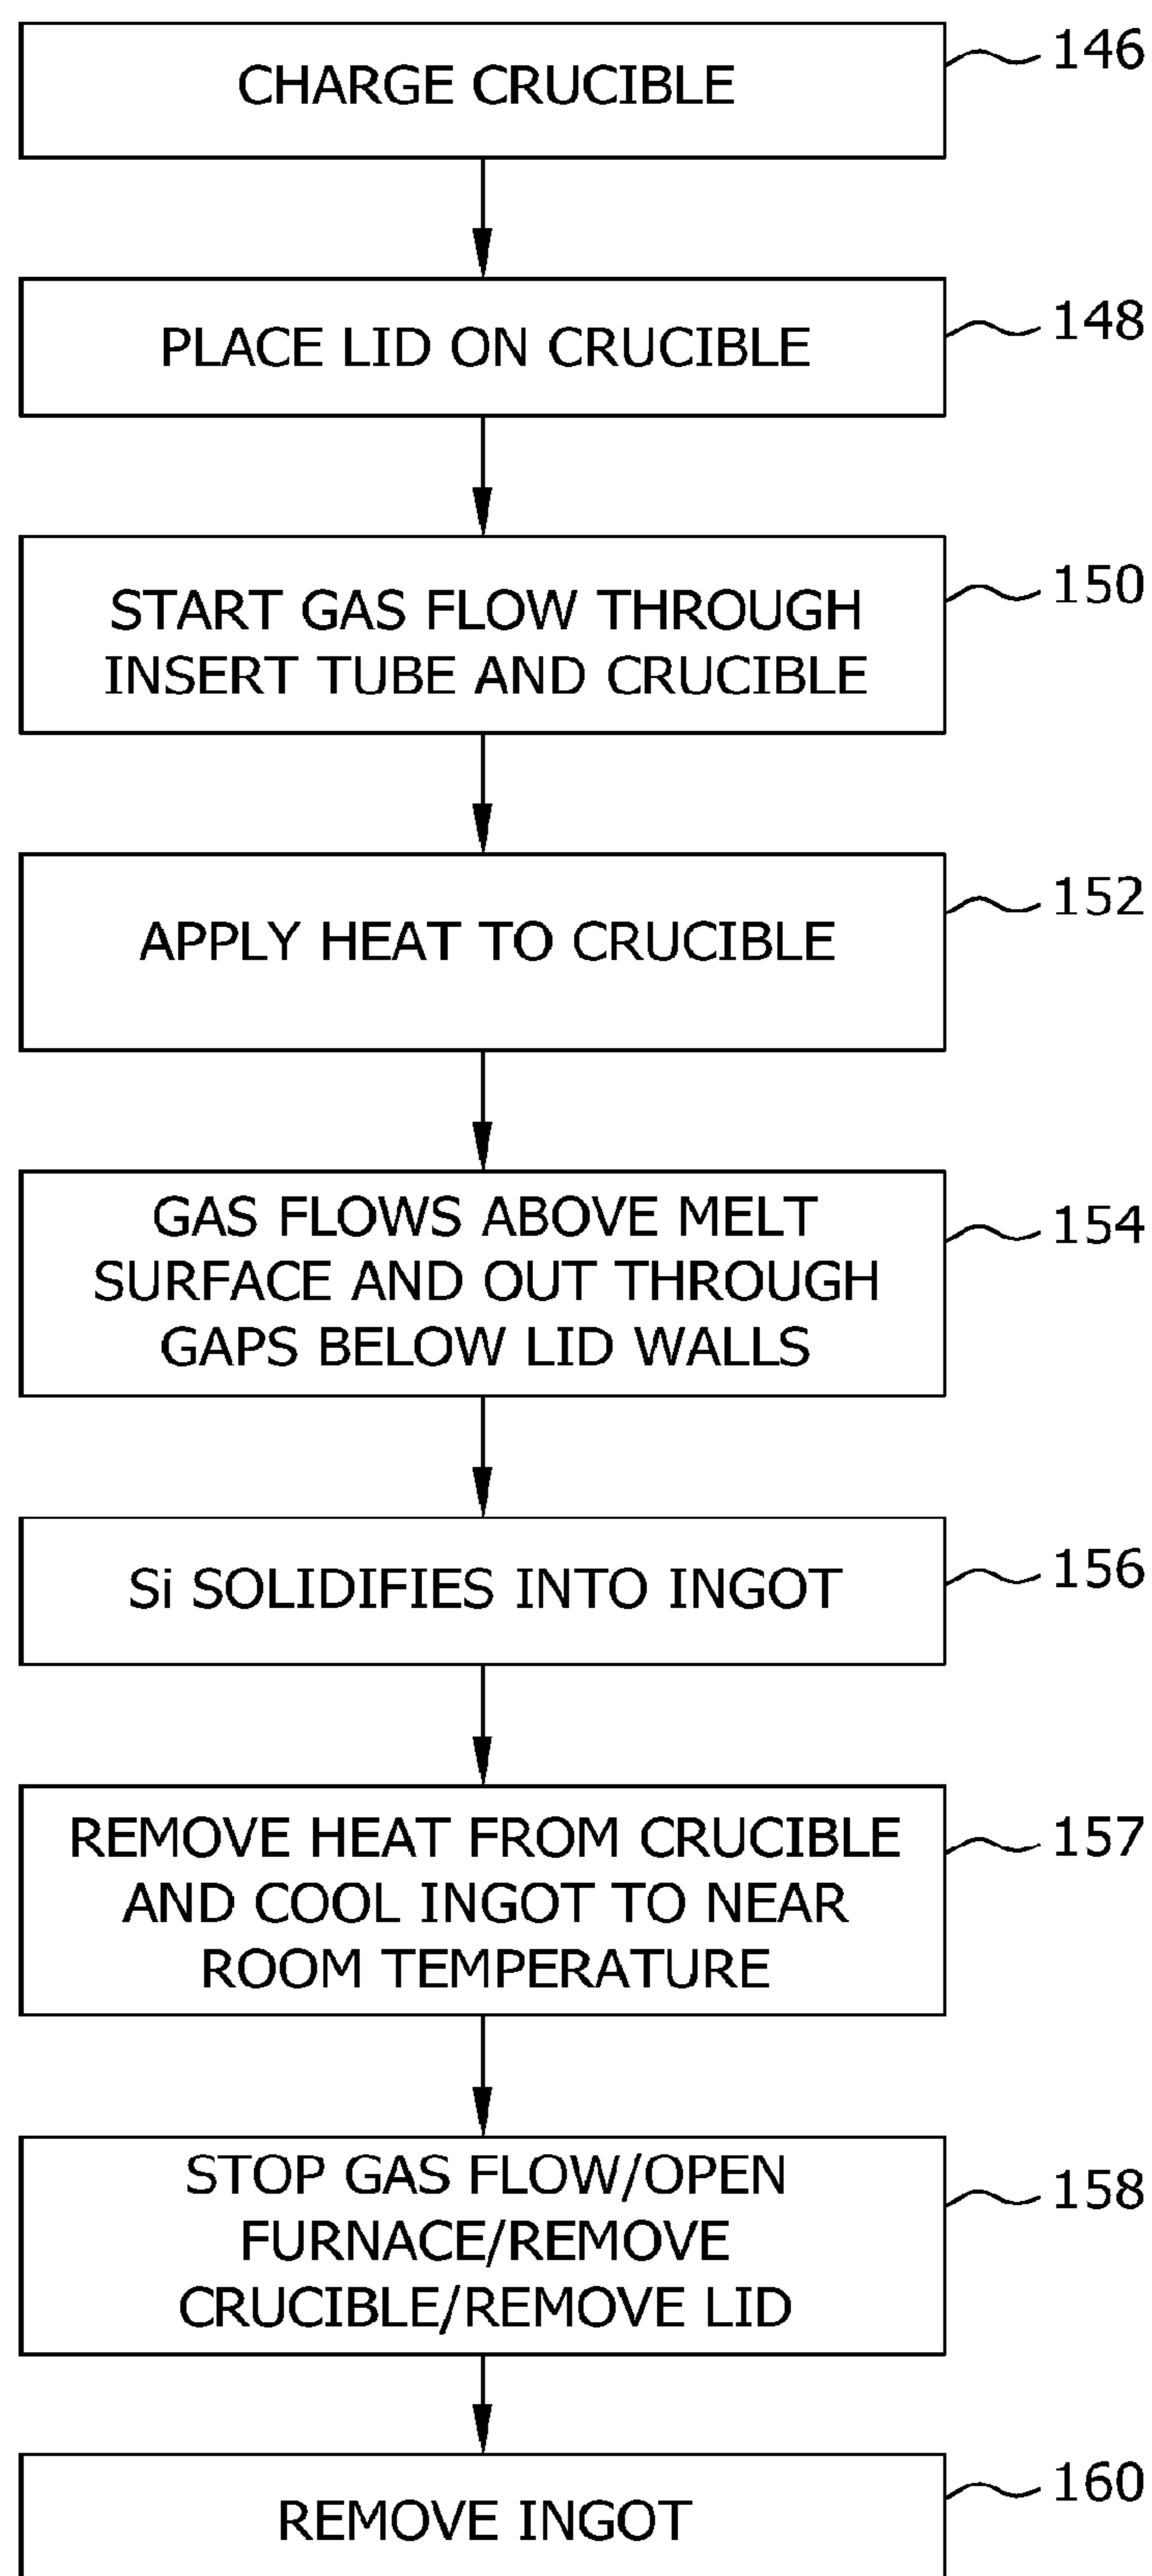 CHARGE CRUCIBLE
146
PLACE LID ON CRUCIBLE
148
START GAS FLOW THROUGH
INSERT TUBE AND CRUCIBLE
150
APPLY HEAT TO CRUCIBLE
152
GAS FLOWS ABOVE MELT
SURFACE AND OUT THROUGH
GAPS BELOW LID WALLS
154
Si SOLIDIFIES INTO INGOT
156
REMOVE HEAT FROM CRUCIBLE
AND COOL INGOT TO NEAR
ROOM TEMPERATURE
157
STOP GAS FLOW/OPEN
FURNACE/REMOVE
CRUCIBLE/REMOVE LID
158
REMOVE INGOT
160